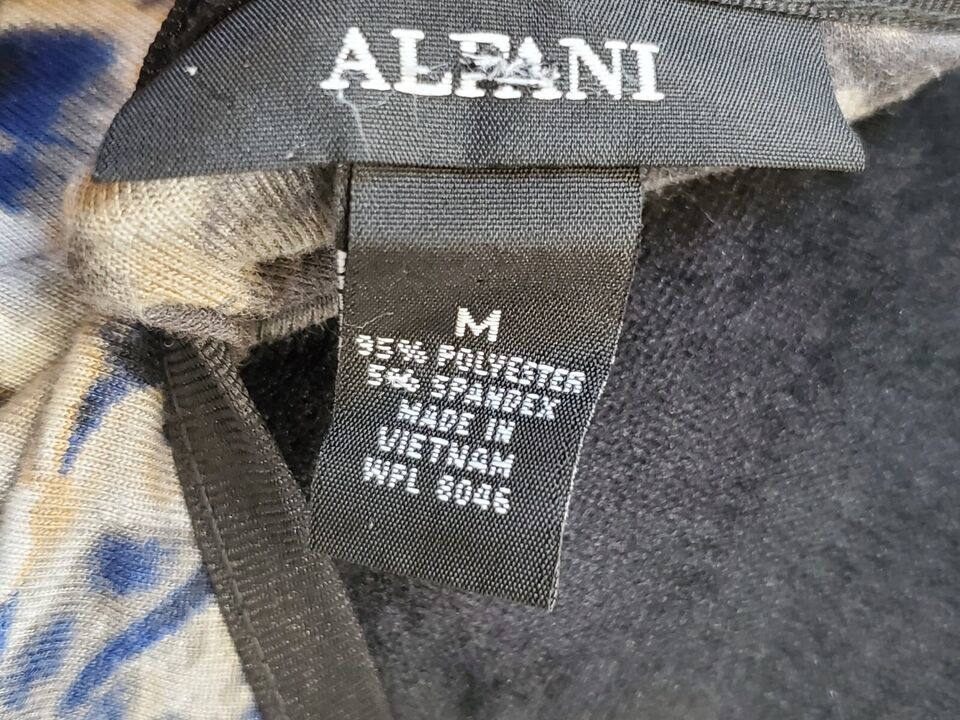 ALFANI
M
95% POLYESTER
5% SPANDEX
MADE IN
VIETNAM
WPL 8046